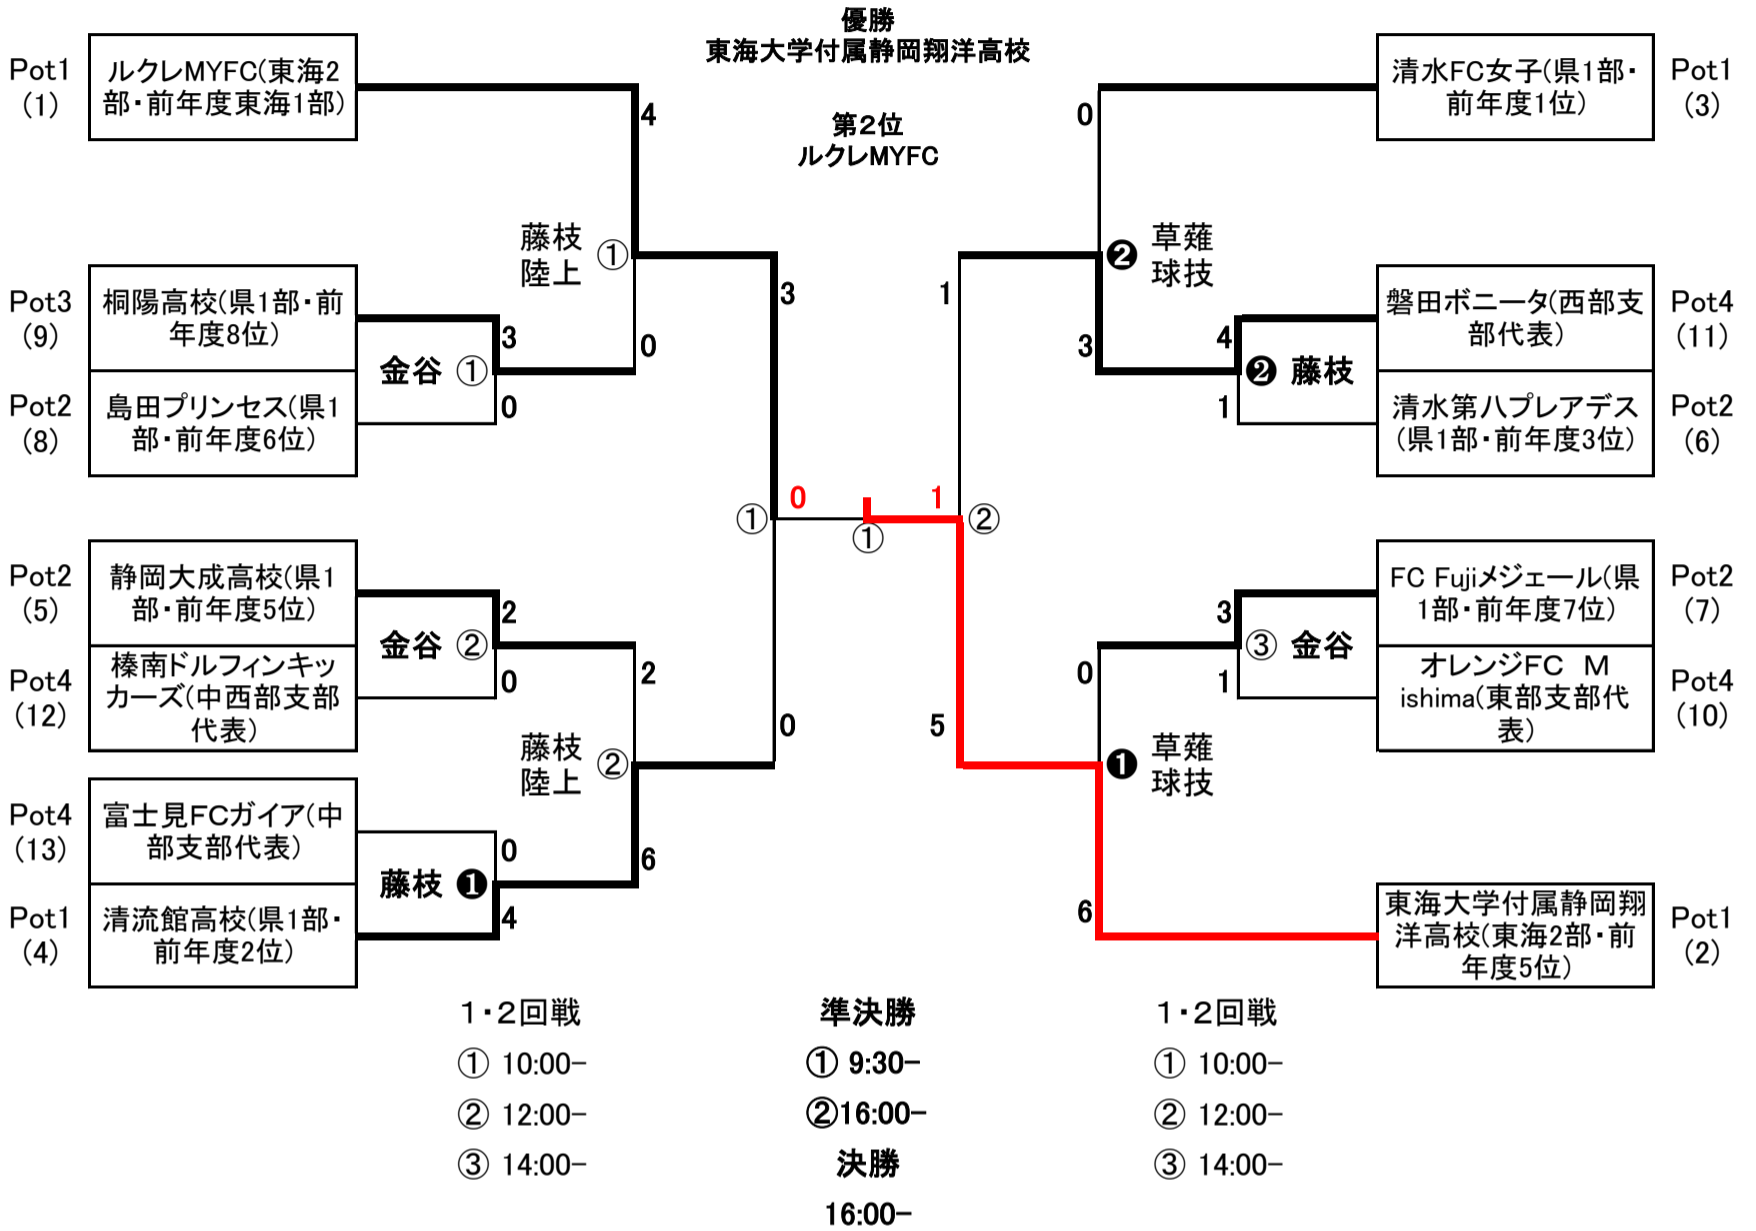 優勝
東海大学付属静岡翔洋高校
第2位
ルクレMYFC
Pot1
(1)
ルクレMYFC(東海2
部・前年度東海1部)
4
藤枝
陸上
①
Pot3
(9)
桐陽高校(県1部・前
年度8位)
3
0
金谷 ①
Pot2
(8)
島田プリンセス(県1
部・前年度6位)
0
3
①
0
①
1
②
Pot2
(5)
静岡大成高校(県1
部・前年度5位)
2
金谷 ②
Pot4
(12)
榛南ドルフィンキッ
カーズ(中西部支部
代表)
0
2
0
藤枝
陸上
②
Pot4
(13)
富士見FCガイア(中
部支部代表)
0
6
藤枝 ❶
Pot1
(4)
清流館高校(県1部・
前年度2位)
4
清水FC女子(県1部・
前年度1位)
Pot1
(3)
0
❷
草薙
球技
1
3
磐田ボニータ(西部支
部代表)
Pot4
(11)
4
❷ 藤枝
1
清水第八プレアデス
(県1部・前年度3位)
Pot2
(6)
FC Fujiメジェール(県
1部・前年度7位)
Pot2
(7)
3
③ 金谷
0
1
オレンジFC M
ishima(東部支部代
表)
Pot4
(10)
5
❶
草薙
球技
6
東海大学付属静岡翔
洋高校(東海2部・前
年度5位)
Pot1
(2)
1・2回戦
① 10:00-
② 12:00-
③ 14:00-
準決勝
① 9:30-
②16:00-
決勝
16:00-
1・2回戦
① 10:00-
② 12:00-
③ 14:00-